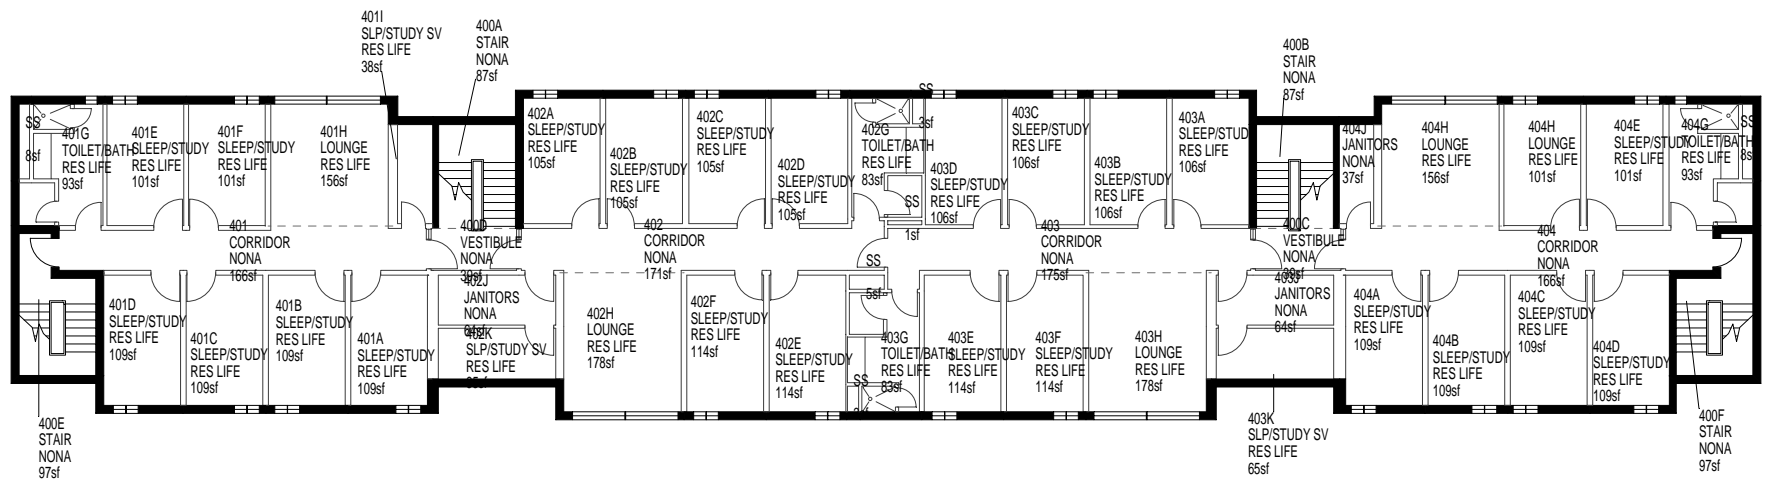 401I
SLP/STUDY SV
RES LIFE
38sf
400A
STAIR
NONA
87sf
400B
STAIR
NONA
87sf
SS
8sf
401G
TOILET/BATH
RES LIFE
93sf
401E
SLEEP/STUDY
RES LIFE
101sf
401F
SLEEP/STUDY
RES LIFE
101sf
401H
LOUNGE
RES LIFE
156sf
402A
SLEEP/STUDY
RES LIFE
105sf
402B
SLEEP/STUDY
RES LIFE
105sf
402C
SLEEP/STUDY
RES LIFE
105sf
402D
SLEEP/STUDY
RES LIFE
105sf
402G
TOILET/BATH
RES LIFE
83sf
SS
3sf
403D
SLEEP/STUDY
RES LIFE
106sf
403C
SLEEP/STUDY
RES LIFE
106sf
403B
SLEEP/STUDY
RES LIFE
106sf
403A
SLEEP/STUDY
RES LIFE
106sf
404J
JANITORS
NONA
37sf
404H
LOUNGE
RES LIFE
156sf
404H
LOUNGE
RES LIFE
101sf
404E
SLEEP/STUDY
RES LIFE
101sf
404G
TOILET/BATH
RES LIFE
93sf
SS
8sf
SS
1sf
401
CORRIDOR
NONA
166sf
400D
VESTIBULE
NONA
39sf
402
CORRIDOR
NONA
171sf
SS
5sf
403
CORRIDOR
NONA
175sf
400C
VESTIBULE
NONA
39sf
404
CORRIDOR
NONA
166sf
401D
SLEEP/STUDY
RES LIFE
109sf
401C
SLEEP/STUDY
RES LIFE
109sf
401B
SLEEP/STUDY
RES LIFE
109sf
401A
SLEEP/STUDY
RES LIFE
109sf
402J
JANITORS
NONA
64sf
402K
SLP/STUDY SV
RES LIFE
402H
LOUNGE
RES LIFE
178sf
402F
SLEEP/STUDY
RES LIFE
114sf
402E
SLEEP/STUDY
RES LIFE
114sf
403G
TOILET/BATH
RES LIFE
83sf
SS
403E
SLEEP/STUDY
RES LIFE
114sf
403F
SLEEP/STUDY
RES LIFE
114sf
403H
LOUNGE
RES LIFE
178sf
403J
JANITORS
NONA
64sf
404A
SLEEP/STUDY
RES LIFE
109sf
404B
SLEEP/STUDY
RES LIFE
109sf
404C
SLEEP/STUDY
RES LIFE
109sf
404D
SLEEP/STUDY
RES LIFE
109sf
400E
STAIR
NONA
97sf
403K
SLP/STUDY SV
RES LIFE
65sf
400F
STAIR
NONA
97sf